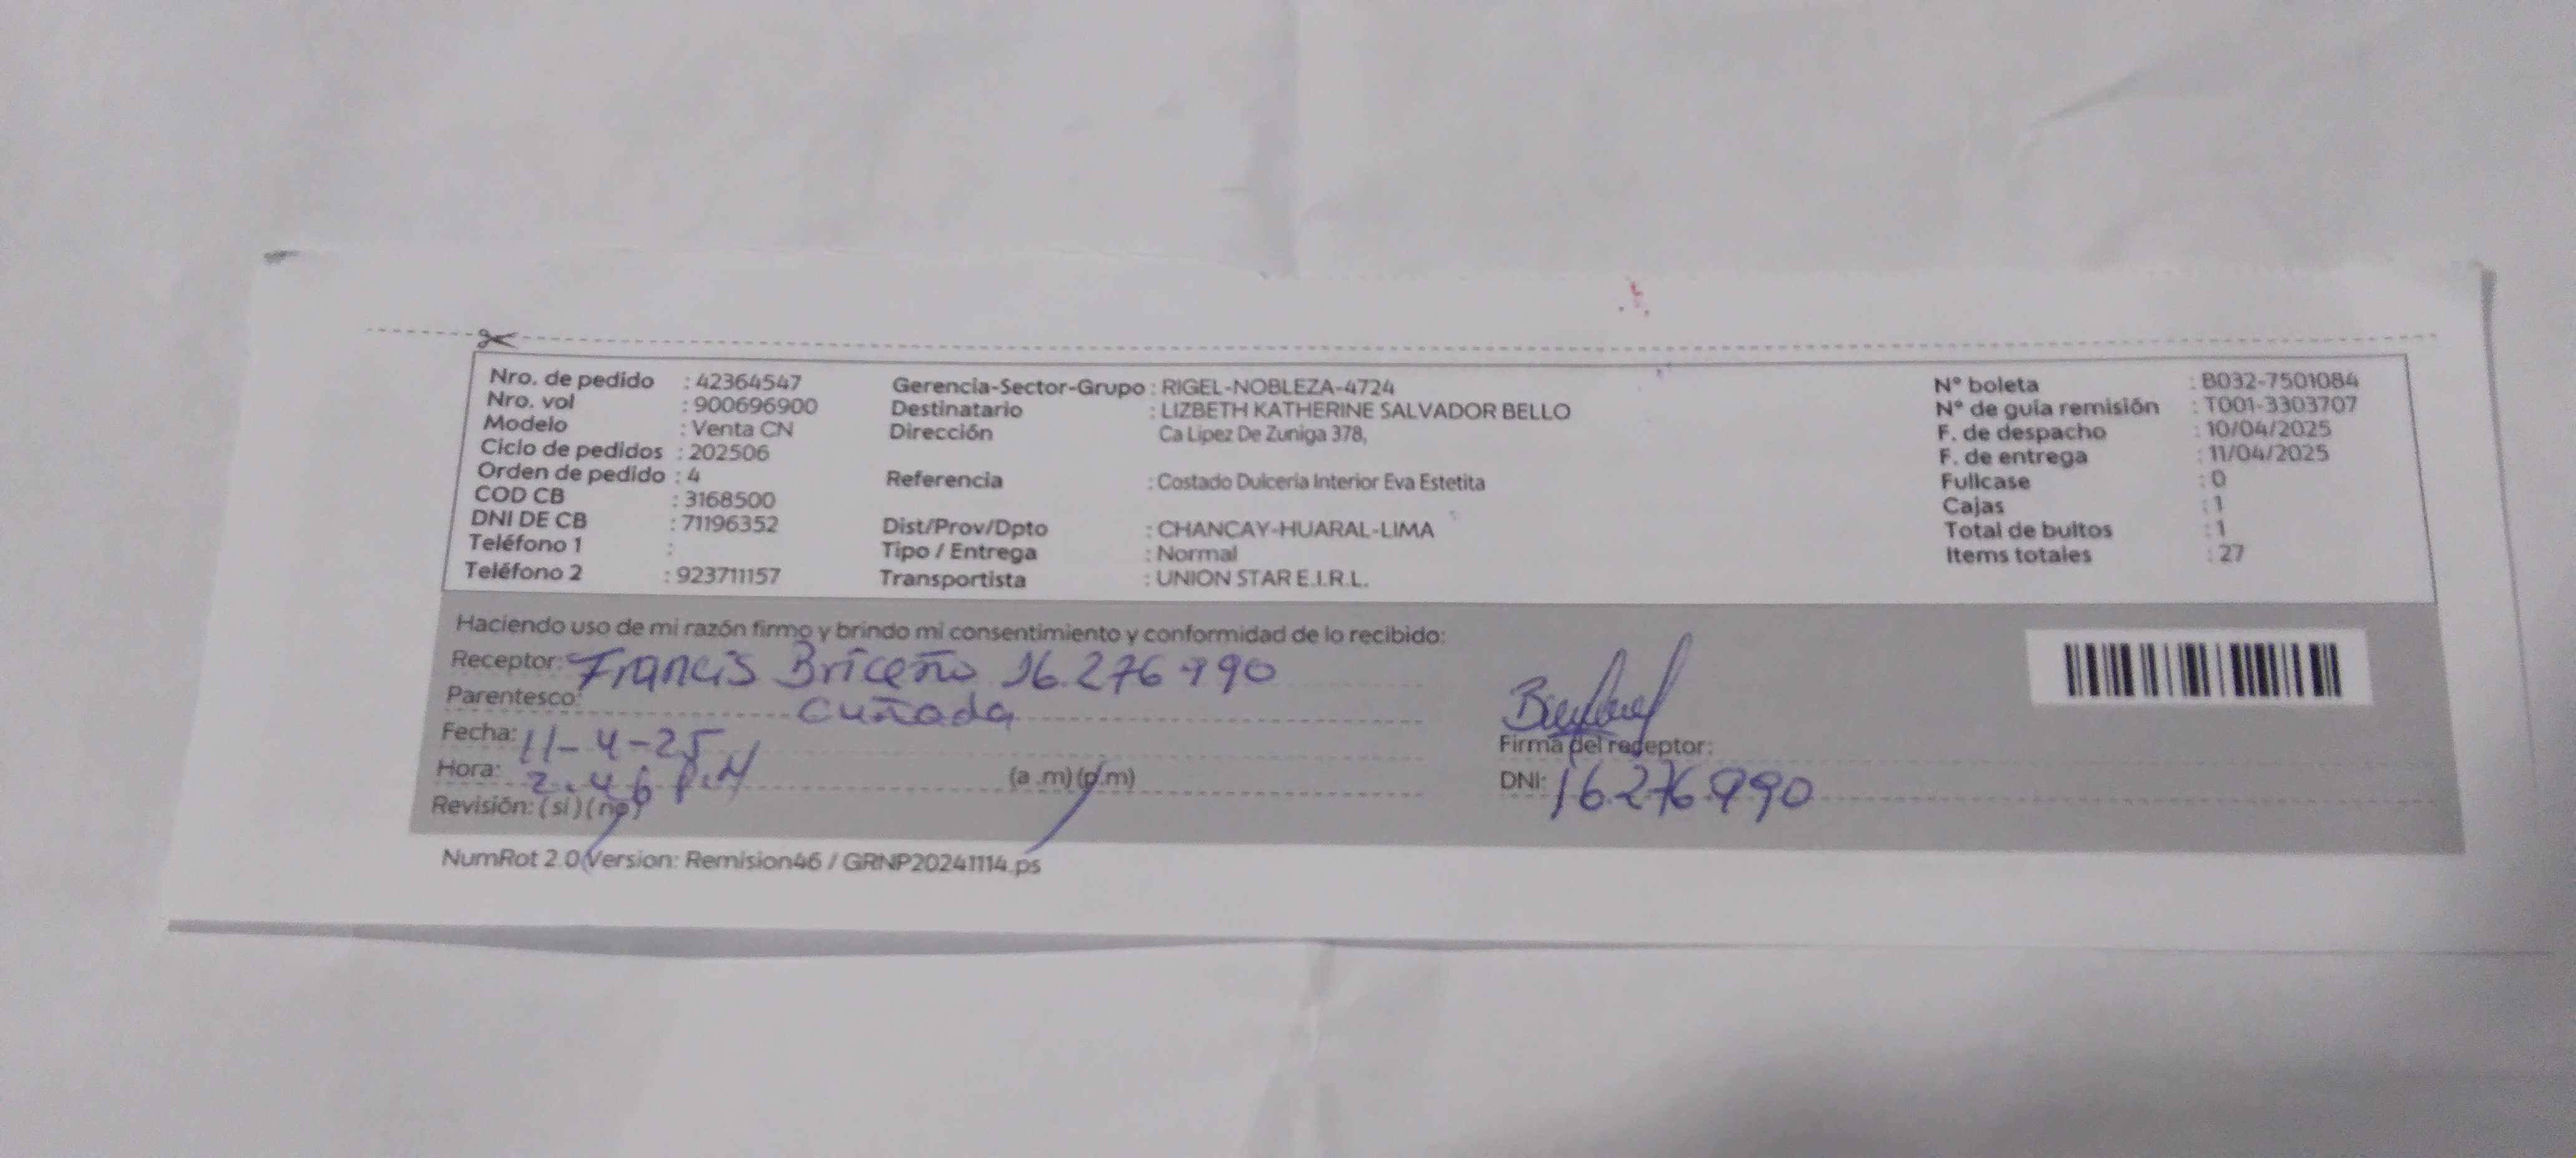 Nro. de pedido : 42364547
Nro. vol : 900696900
Modelo : Venta CN
Ciclo de pedidos : 202506
Orden de pedido : 4
COD CB : 3168500
DNI DE CB : 71196352
Teléfono 1 :
Teléfono 2 : 923711157
Gerencia-Sector-Grupo : RIGEL-NOBLEZA-4724
Destinatario : LIZBETH KATHERINE SALVADOR BELLO
Dirección Ca Lipez De Zuniga 378,
Referencia : Costado Dulceria Interior Eva Estetita
Dist/Prov/Dpto : CHANCAY-HUARAL-LIMA
Tipo / Entrega : Normal
Transportista : UNION STAR E.I.R.L.
N° boleta : B032-7501084
N° de guía remisión : T001-3303707
F. de despacho : 10/04/2025
F. de entrega : 11/04/2025
Fullcase : 0
Cajas : 1
Total de bultos : 1
Items totales : 27
Haciendo uso de mi razón firmo y brindo mi consentimiento y conformidad de lo recibido:
Receptor: Francis Briceño 16.276.990
Parentesco: Cuñada
Fecha: 11-4-25
Hora: 2:46 P.M (a .m) (p.m)
Revisión: (si) (no)
Firma del receptor:
DNI: 16.276.990
NumRot 2.0 Version: Remision46 / GRNP20241114.ps